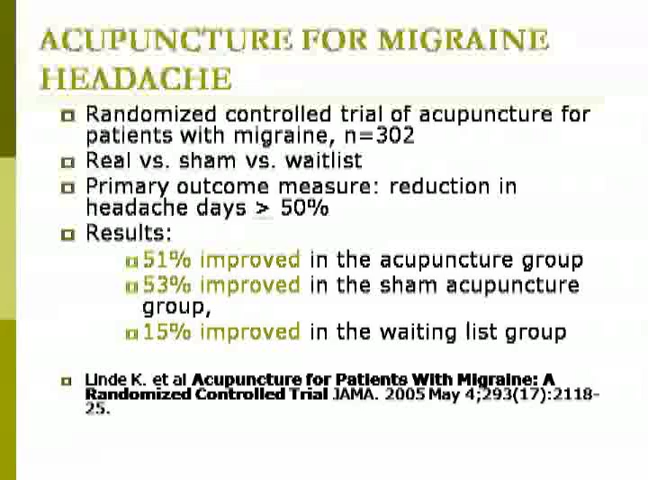 ACUPUNCTURE FOR MIGRAINE
HEADACHE
Randomized controlled trial of acupuncture for
patients with migraine, n=302
Real vs. sham vs. waitlist
Primary outcome measure: reduction in
headache days > 50%
Results:
51% improved in the acupuncture group
53% improved in the sham acupuncture
group,
15% improved in the waiting list group
Linde K. et al Acupuncture for Patients With Migraine: A
Randomized Controlled Trial JAMA. 2005 May 4;293(17):2118-
25.